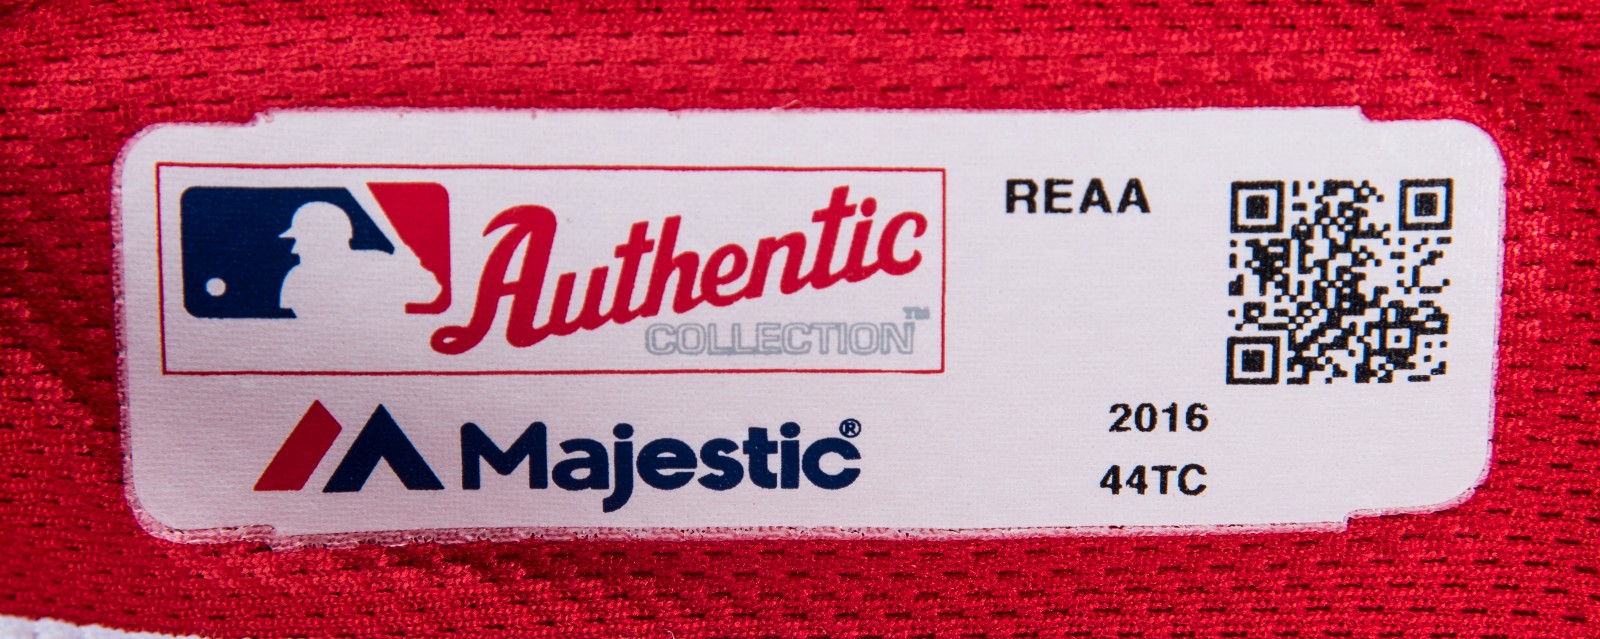 Authentic
COLLECTION™
Majestic®
REAA
2016
44TC